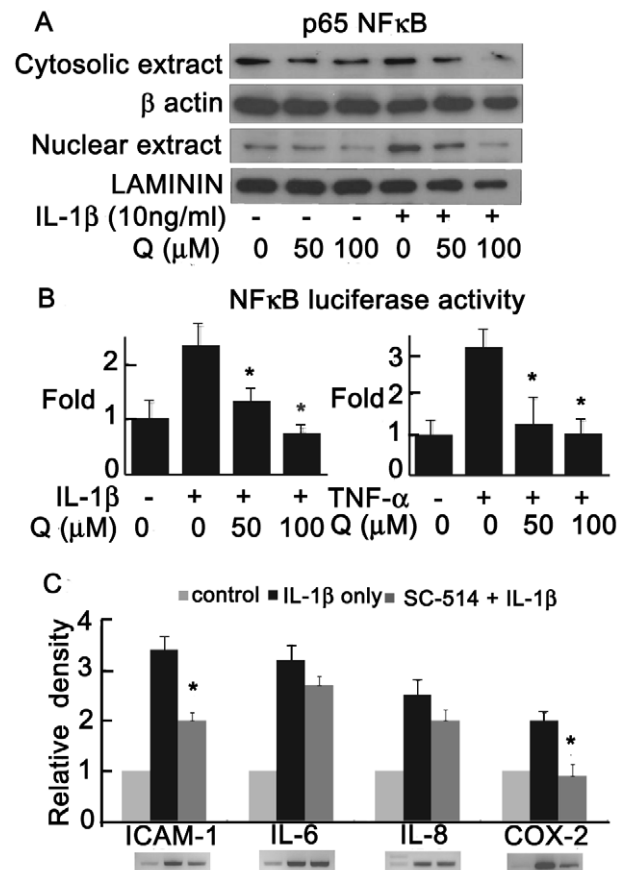 A
p65 NFκB
Cytosolic extract
β actin
Nuclear extract
LAMININ
IL-1β (10ng/ml) - - - + + +
Q (μM) 0 50 100 0 50 100
B
NFκB luciferase activity
2
1
0
Fold
* *
IL-1β - + + +
Q (μM) 0 0 50 100
3
2
1
0
Fold
* *
TNF-α - + + +
Q (μM) 0 0 50 100
C
control IL-1β only SC-514 + IL-1β
Relative density
4
3
2
1
0
* *
ICAM-1 IL-6 IL-8 COX-2